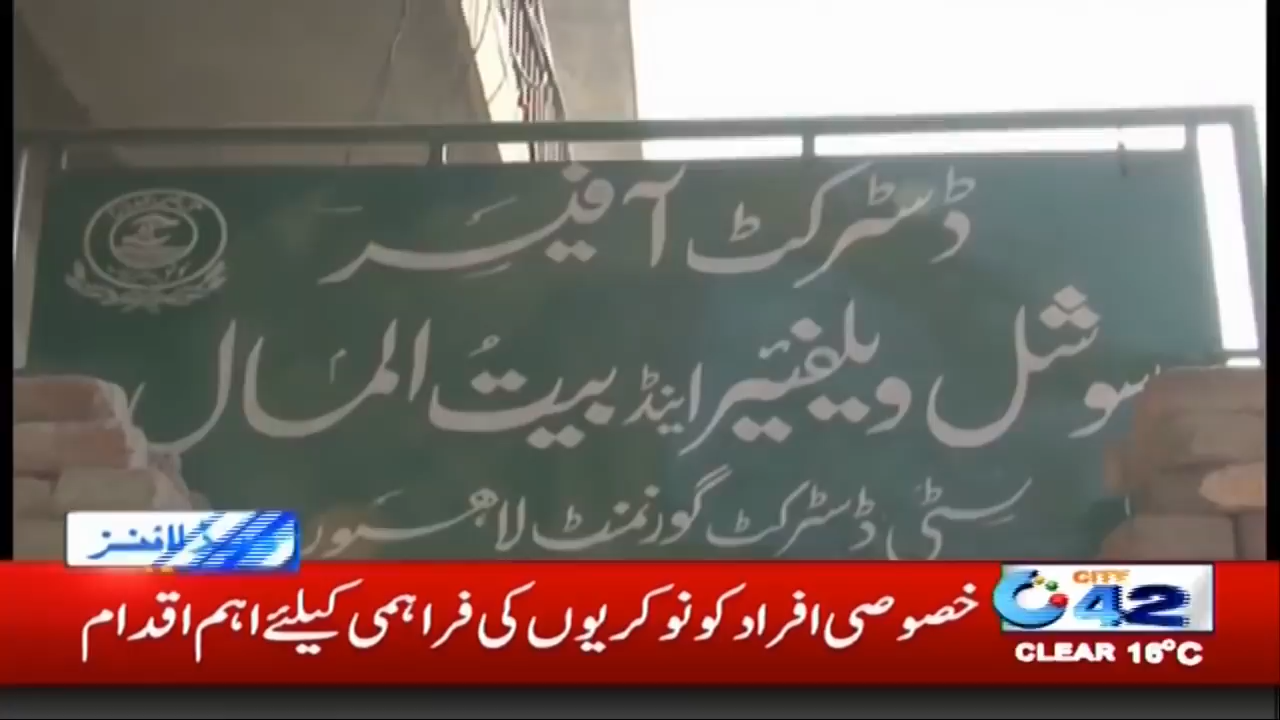 ڈسٹرکٹ آفیسر
سوشل ویلفئیر اینڈ بیتُ المال
سٹی ڈسٹرکٹ گورنمنٹ لاہور
خصوصی افراد کو نوکریوں کی فراہمی کیلئے اہم اقدام
CITY
42
CLEAR 16°C